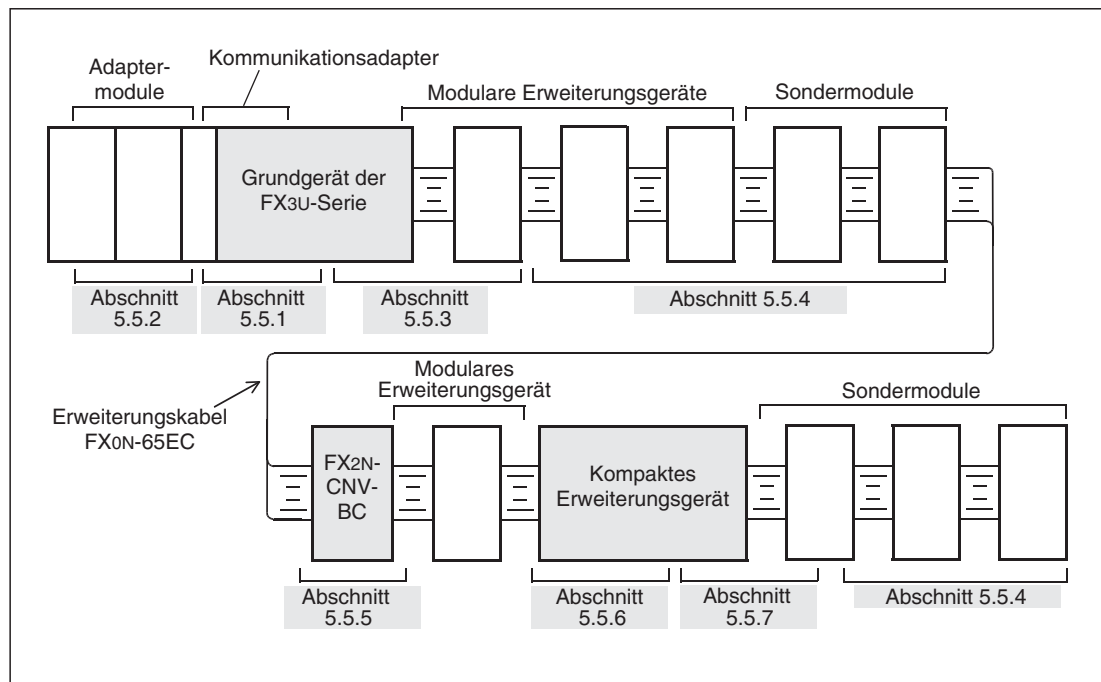 Adapter-
module
Kommunikationsadapter
Modulare Erweiterungsgeräte
Sondermodule
Grundgerät der
FX3U-Serie
Abschnitt
5.5.2
Abschnitt
5.5.1
Abschnitt
5.5.3
Abschnitt 5.5.4
Erweiterungskabel
FX0N-65EC
Modulares
Erweiterungsgerät
Sondermodule
FX2N-
CNV-
BC
Kompaktes
Erweiterungsgerät
Abschnitt
5.5.5
Abschnitt
5.5.6
Abschnitt
5.5.7
Abschnitt 5.5.4